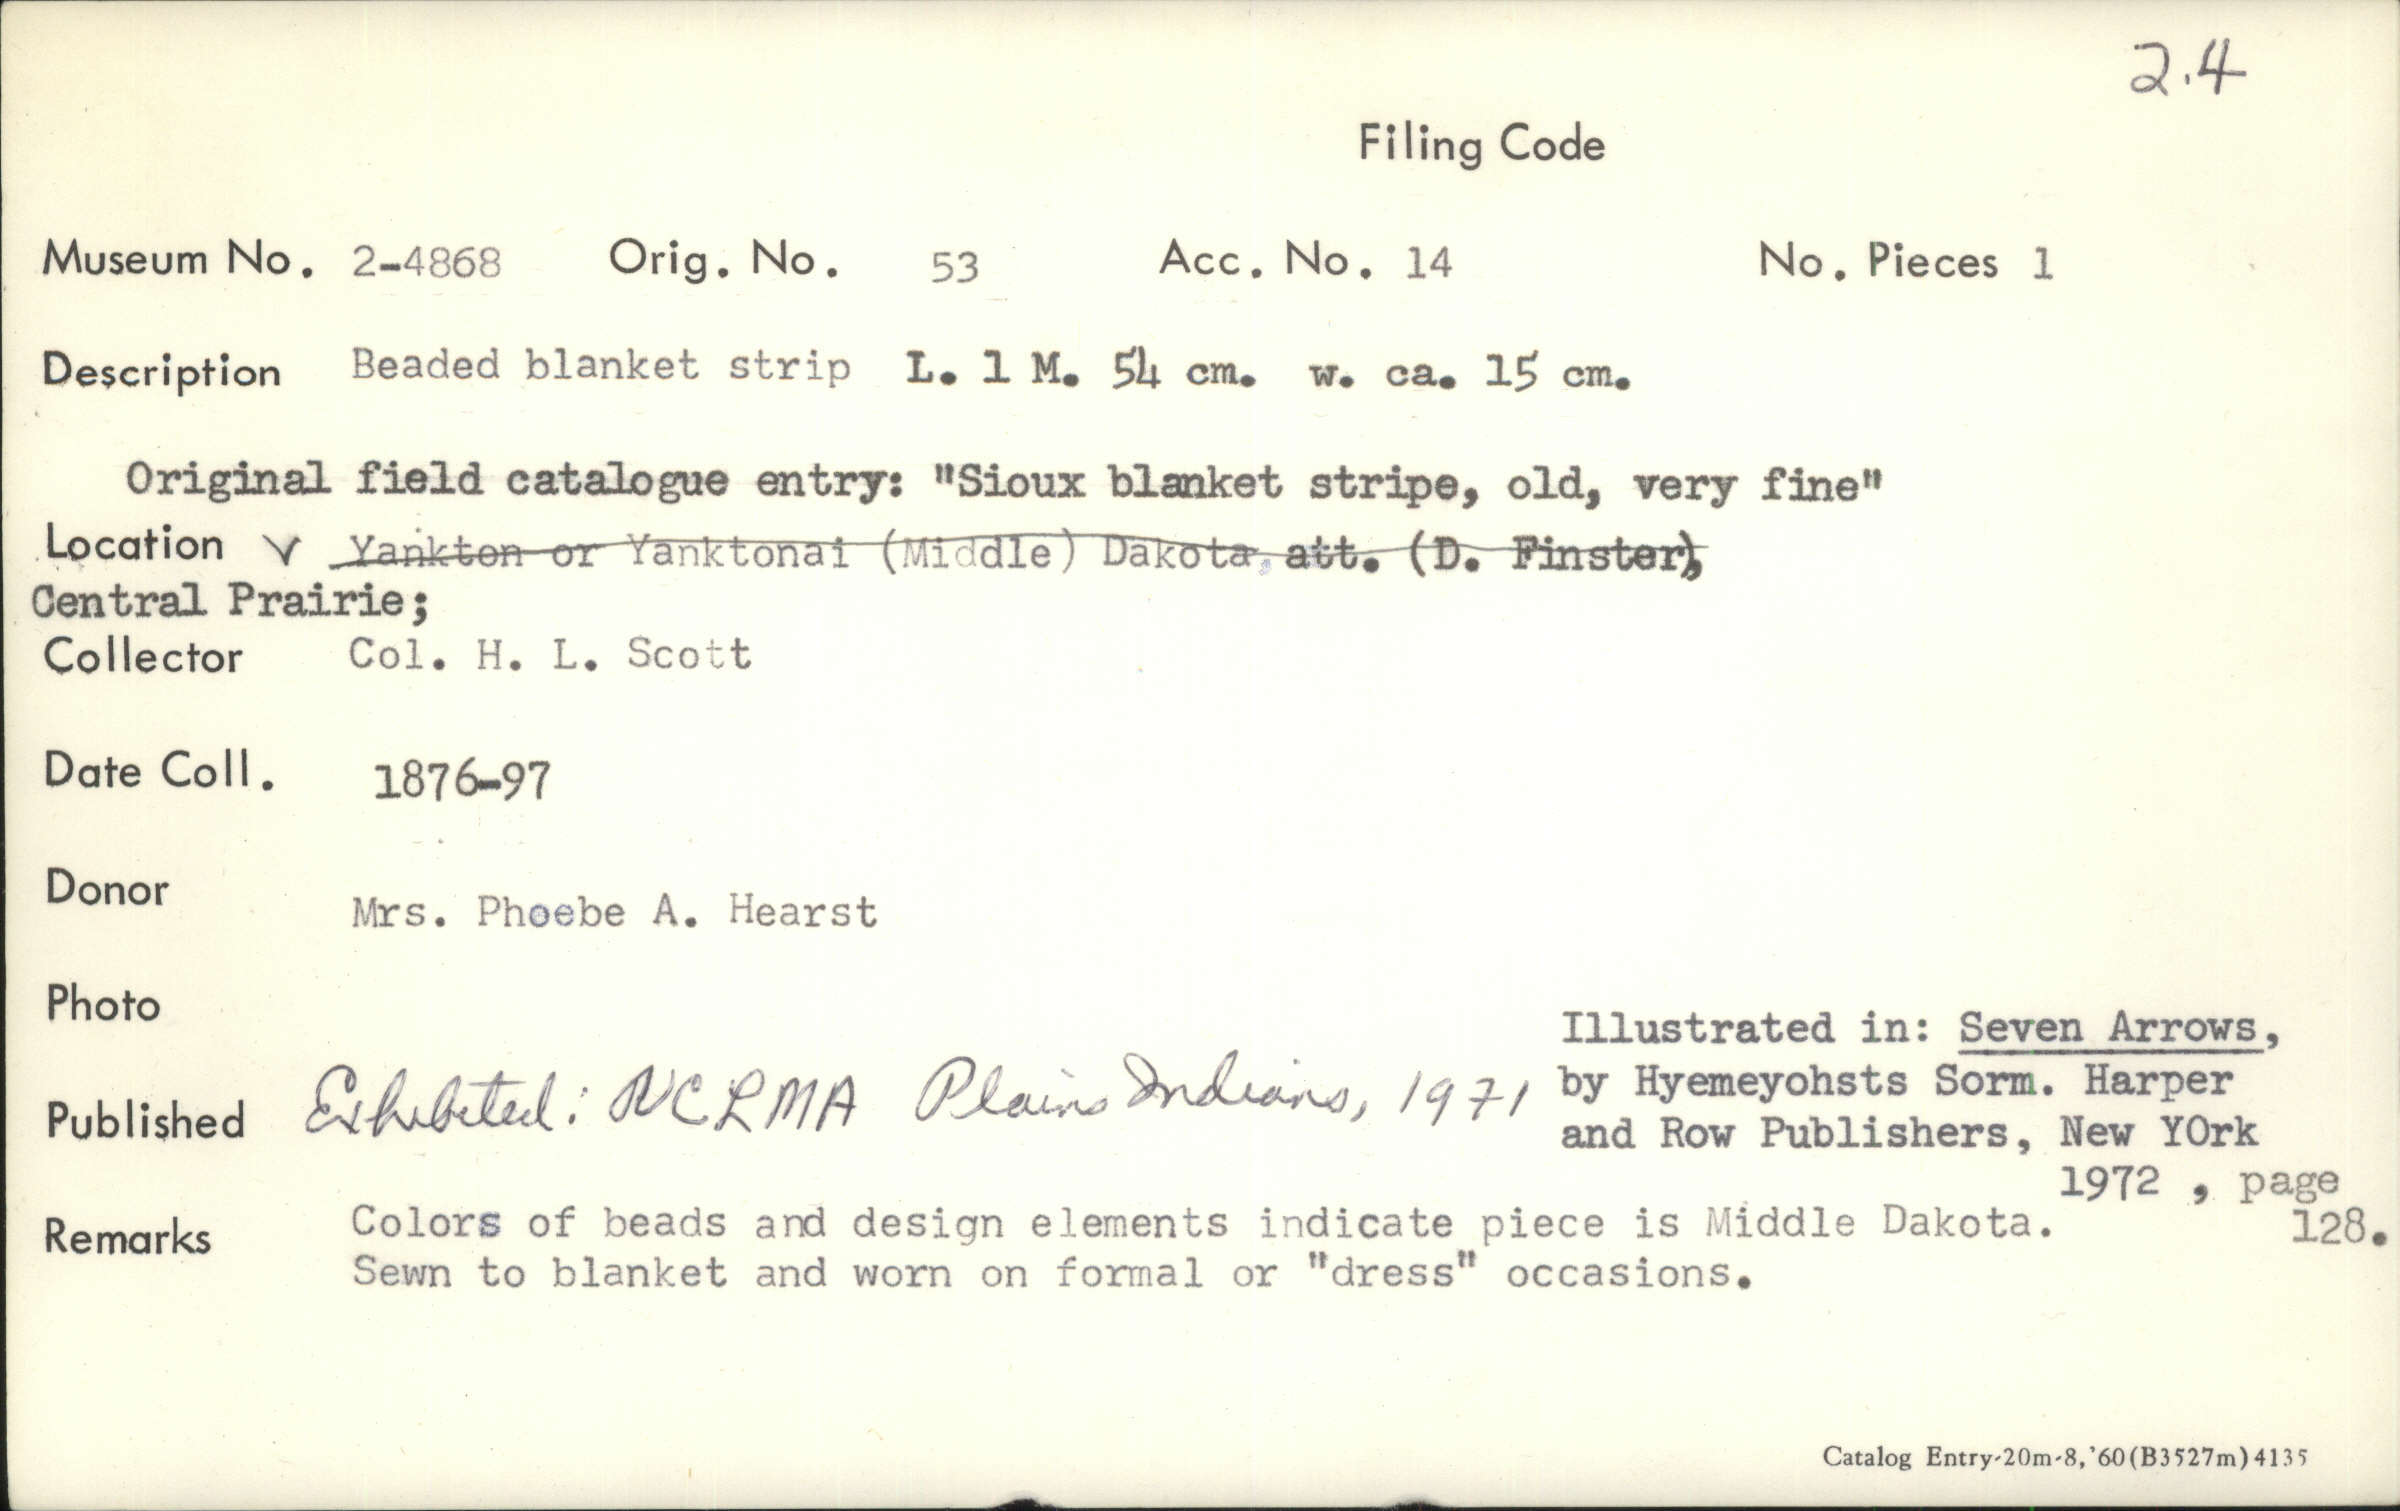 2.4
Filing Code
Museum No. 2-4868 Orig. No. 53 Acc. No. 14 No. Pieces 1
Description Beaded blanket strip L. 1 M. 54 cm. w. ca. 15 cm.
Original field catalogue entry: "Sioux blanket stripe, old, very fine"
Location ✓ Yankton or Yanktonai (Middle) Dakota, att. (D. Finster),
Central Prairie;
Collector Col. H. L. Scott
Date Coll. 1876-97
Donor
Mrs. Phoebe A. Hearst
Photo
Illustrated in: Seven Arrows,
by Hyemeyohsts Sorm. Harper
and Row Publishers, New YOrk
1972 , page
128.
Published Exhibited: RCLMA Plains Indians, 1971
Remarks Colors of beads and design elements indicate piece is Middle Dakota.
Sewn to blanket and worn on formal or "dress" occasions.
Catalog Entry-20m-8,'60(B3527m)4135